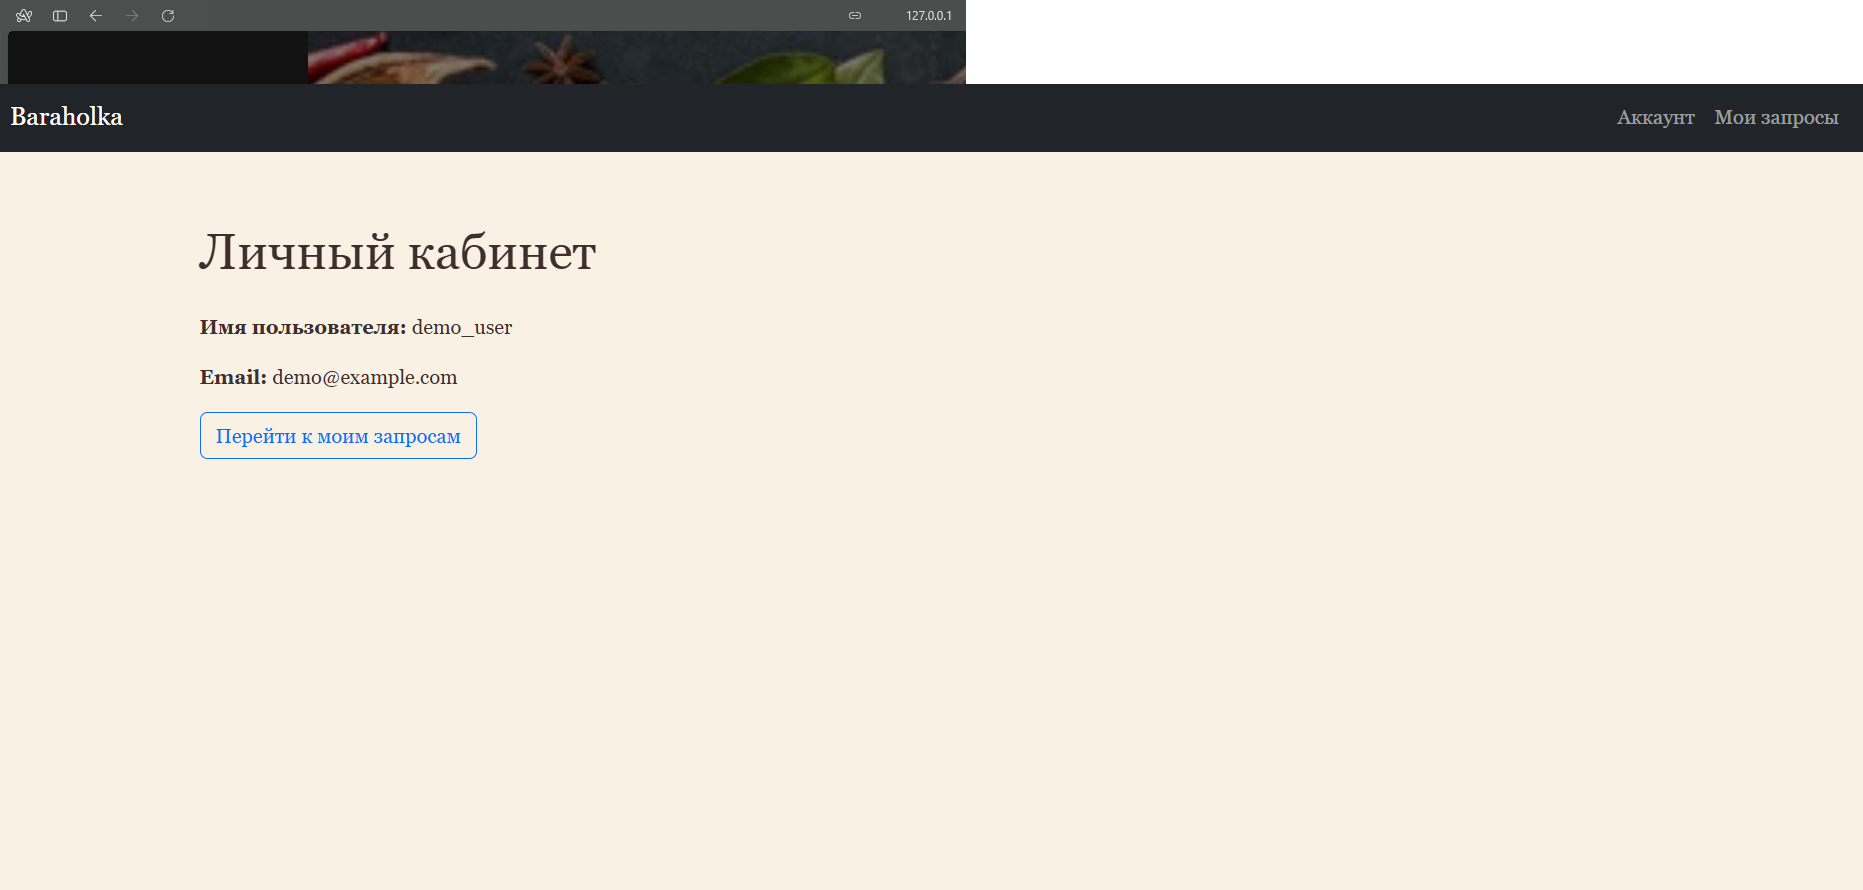 127.0.0.1
Baraholka Аккаунт Мои запросы
Личный кабинет
Имя пользователя: demo_user
Email: demo@example.com
Перейти к моим запросам